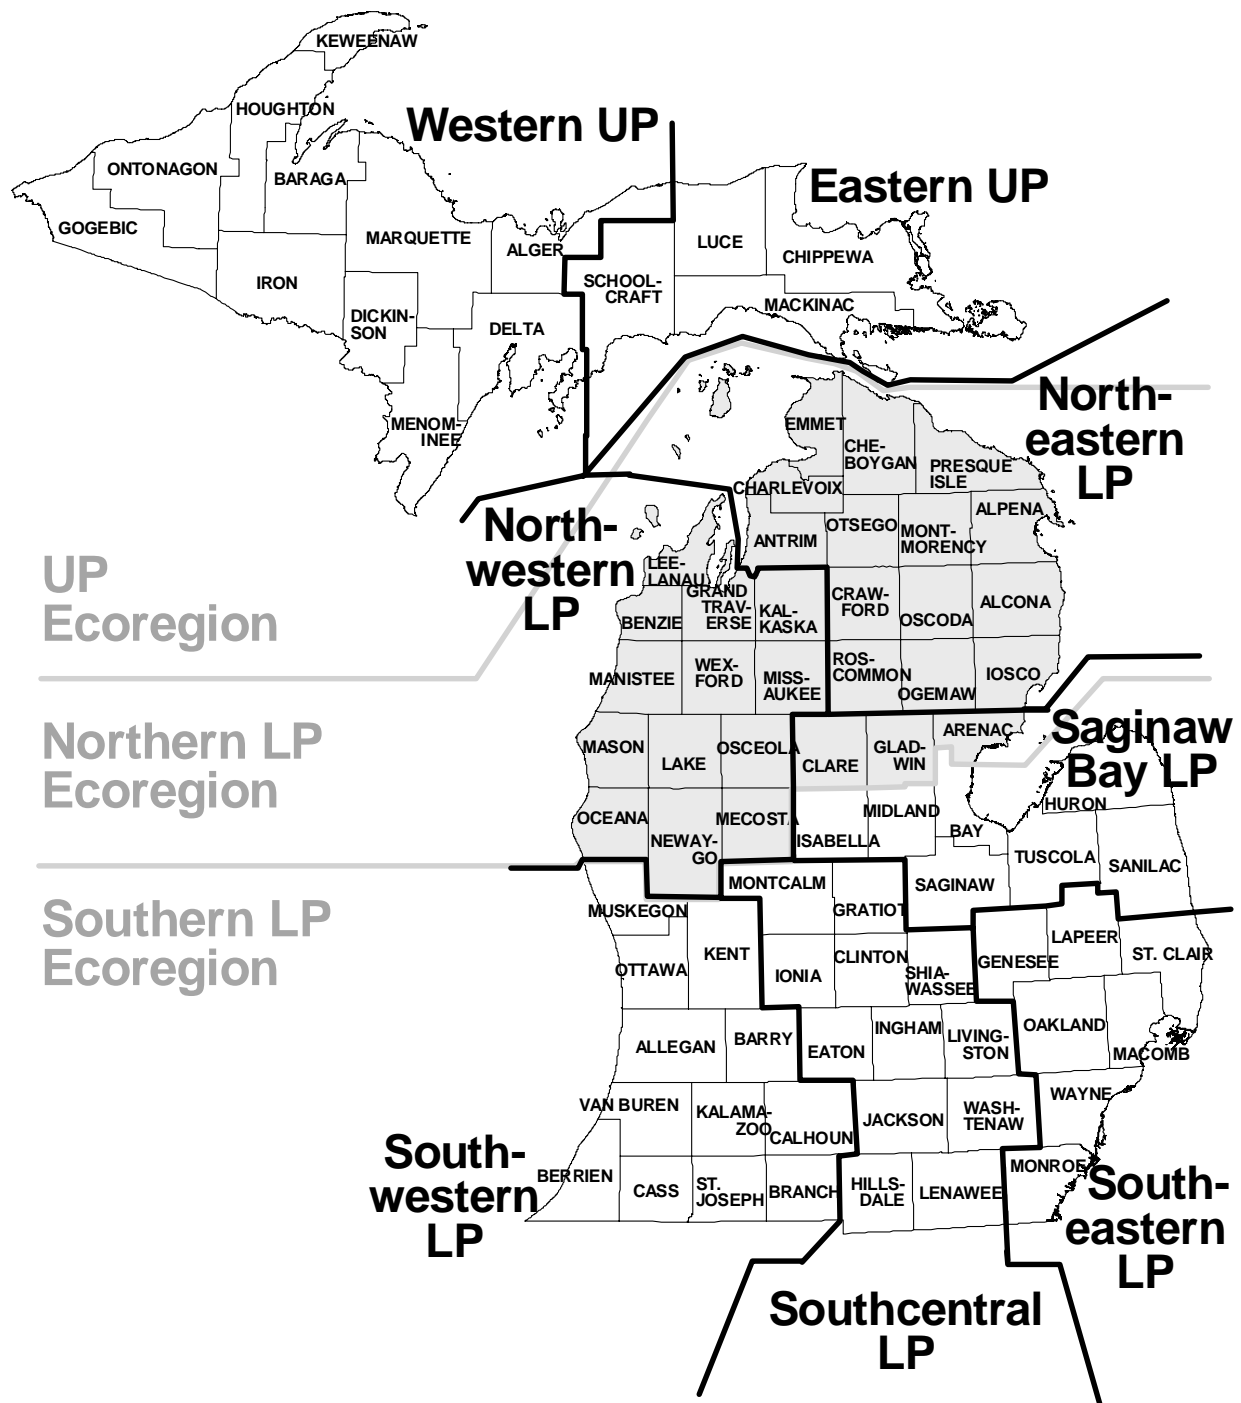 KEWEENAW
HOUGHTON
Western UP
ONTONAGON
BARAGA
Eastern UP
GOGEBIC
MARQUETTE
ALGER
LUCE
CHIPPEWA
IRON
SCHOOL-
CRAFT
MACKINAC
DICKIN-
SON
DELTA
MENOM-
INEE
North-
eastern
LP
EMMET
CHE-
BOYGAN
PRESQUE
ISLE
CHARLEVOIX
North-
western
LP
ANTRIM
OTSEGO
MONT-
MORENCY
ALPENA
UP
Ecoregion
LEE-
LANAU
GRAND
TRAV-
ERSE
BENZIE
KAL-
KASKA
CRAW-
FORD
OSCODA
ALCONA
MANISTEE
WEX-
FORD
MISS-
AUKEE
ROS-
COMMON
OGEMAW
IOSCO
Northern LP
Ecoregion
MASON
LAKE
OSCEOLA
CLARE
GLAD-
WIN
ARENAC
Saginaw
Bay LP
OCEANA
NEWAY-
GO
MECOSTA
ISABELLA
MIDLAND
BAY
HURON
TUSCOLA
SANILAC
Southern LP
Ecoregion
MUSKEGON
MONTCALM
GRATIOT
SAGINAW
OTTAWA
KENT
IONIA
CLINTON
SHIA-
WASSEE
GENESEE
LAPEER
ST. CLAIR
ALLEGAN
BARRY
EATON
INGHAM
LIVING-
STON
OAKLAND
MACOMB
VAN BUREN
KALAMA-
ZOO
CALHOUN
JACKSON
WASH-
TENAW
WAYNE
South-
western
LP
BERRIEN
CASS
ST.
JOSEPH
BRANCH
HILLS-
DALE
LENAWEE
MONROE
South-
eastern
LP
Southcentral
LP